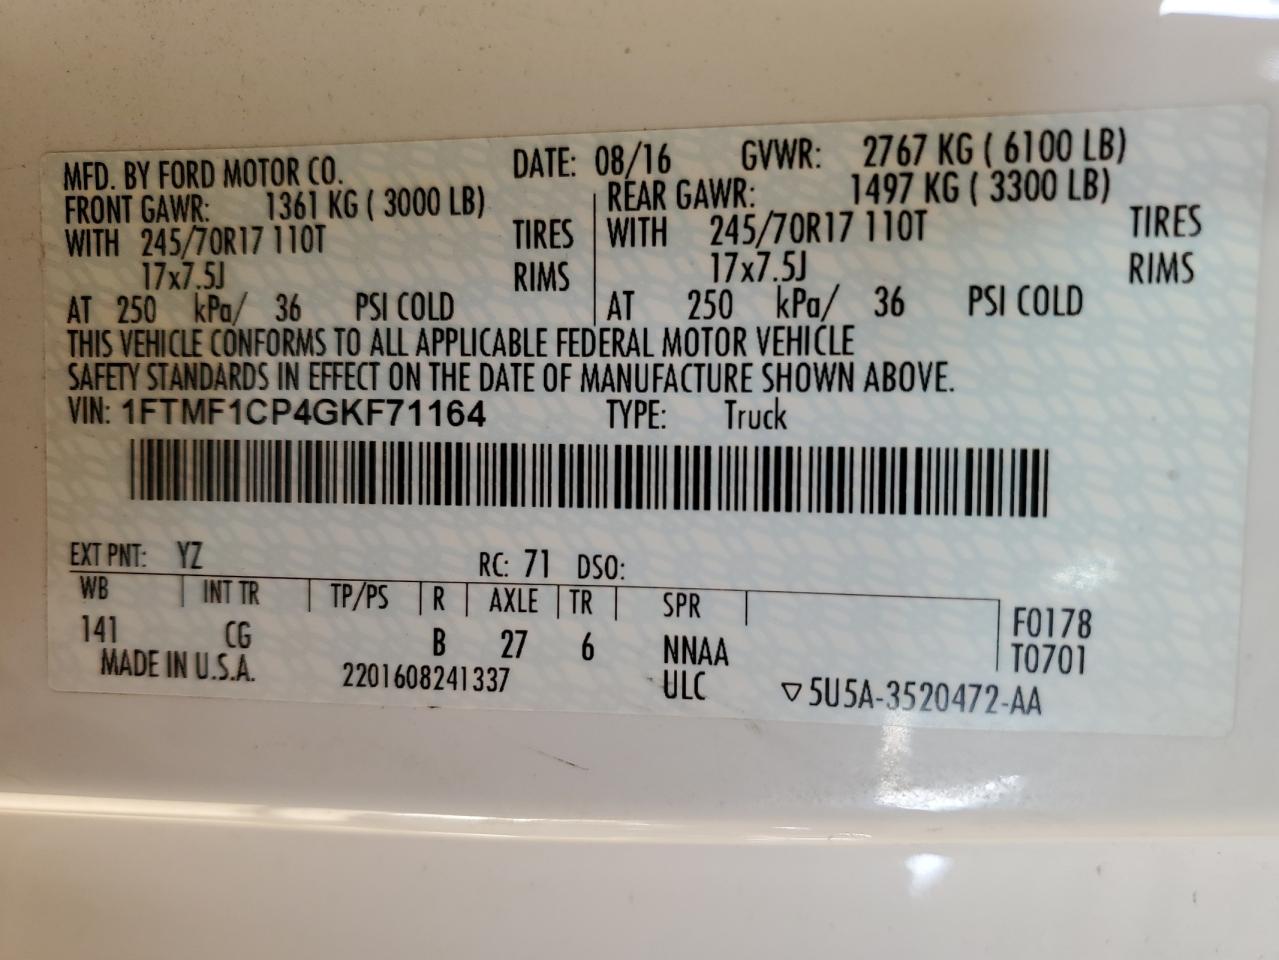 MFD. BY FORD MOTOR CO. DATE: 08/16 GVWR: 2767 KG ( 6100 LB)
FRONT GAWR: 1361 KG ( 3000 LB) REAR GAWR: 1497 KG ( 3300 LB)
WITH 245/70R17 110T TIRES WITH 245/70R17 110T TIRES
17x7.5J RIMS 17x7.5J RIMS
AT 250 kPa/ 36 PSI COLD AT 250 kPa/ 36 PSI COLD
THIS VEHICLE CONFORMS TO ALL APPLICABLE FEDERAL MOTOR VEHICLE
SAFETY STANDARDS IN EFFECT ON THE DATE OF MANUFACTURE SHOWN ABOVE.
VIN: 1FTMF1CP4GKF71164 TYPE: Truck
EXT PNT: YZ RC: 71 DSO:
WB INT TR TP/PS R AXLE TR SPR F0178
141 CG B 27 6 NNAA T0701
MADE IN U.S.A. 2201608241337 ULC ▽5U5A-3520472-AA